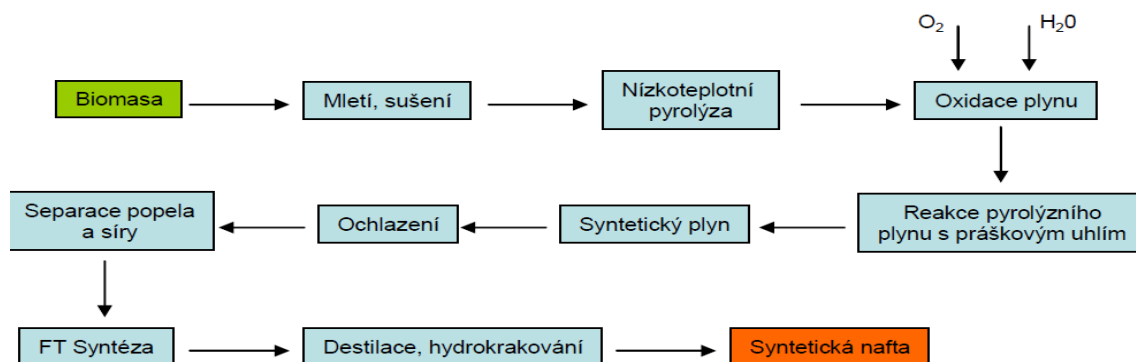 O₂ H₂0
Biomasa
Mletí, sušení
Nízkoteplotní
pyrolýza
Oxidace plynu
Separace popela
a síry
Ochlazení
Syntetický plyn
Reakce pyrolýzního
plynu s práškovým uhlím
FT Syntéza
Destilace, hydrokrakování
Syntetická nafta